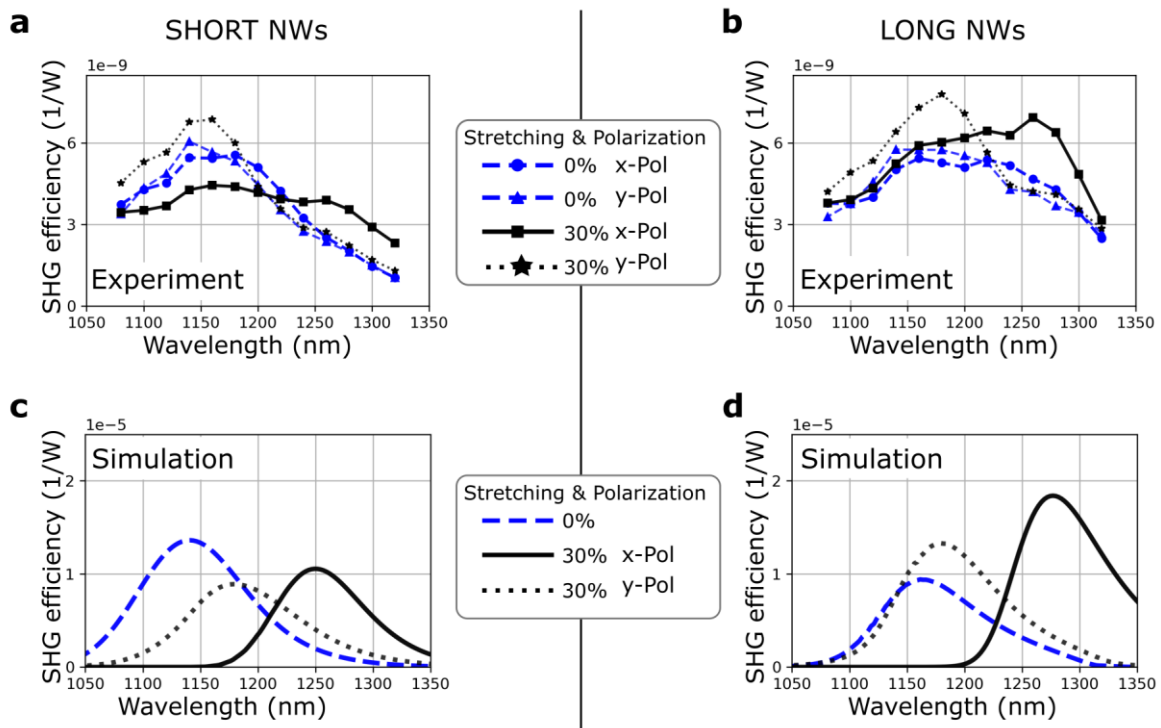 a
SHORT NWs
b
LONG NWs
1e-9
SHG efficiency (1/W)
6
3
0
Experiment
1050 1100 1150 1200 1250 1300 1350
Wavelength (nm)
Stretching & Polarization
0% x-Pol
0% y-Pol
30% x-Pol
30% y-Pol
1e-9
SHG efficiency (1/W)
6
3
0
Experiment
1050 1100 1150 1200 1250 1300 1350
Wavelength (nm)
c
1e-5
SHG efficiency (1/W)
2
1
0
Simulation
1050 1100 1150 1200 1250 1300 1350
Wavelength (nm)
Stretching & Polarization
0%
30% x-Pol
30% y-Pol
d
1e-5
SHG efficiency (1/W)
2
1
0
Simulation
1050 1100 1150 1200 1250 1300 1350
Wavelength (nm)